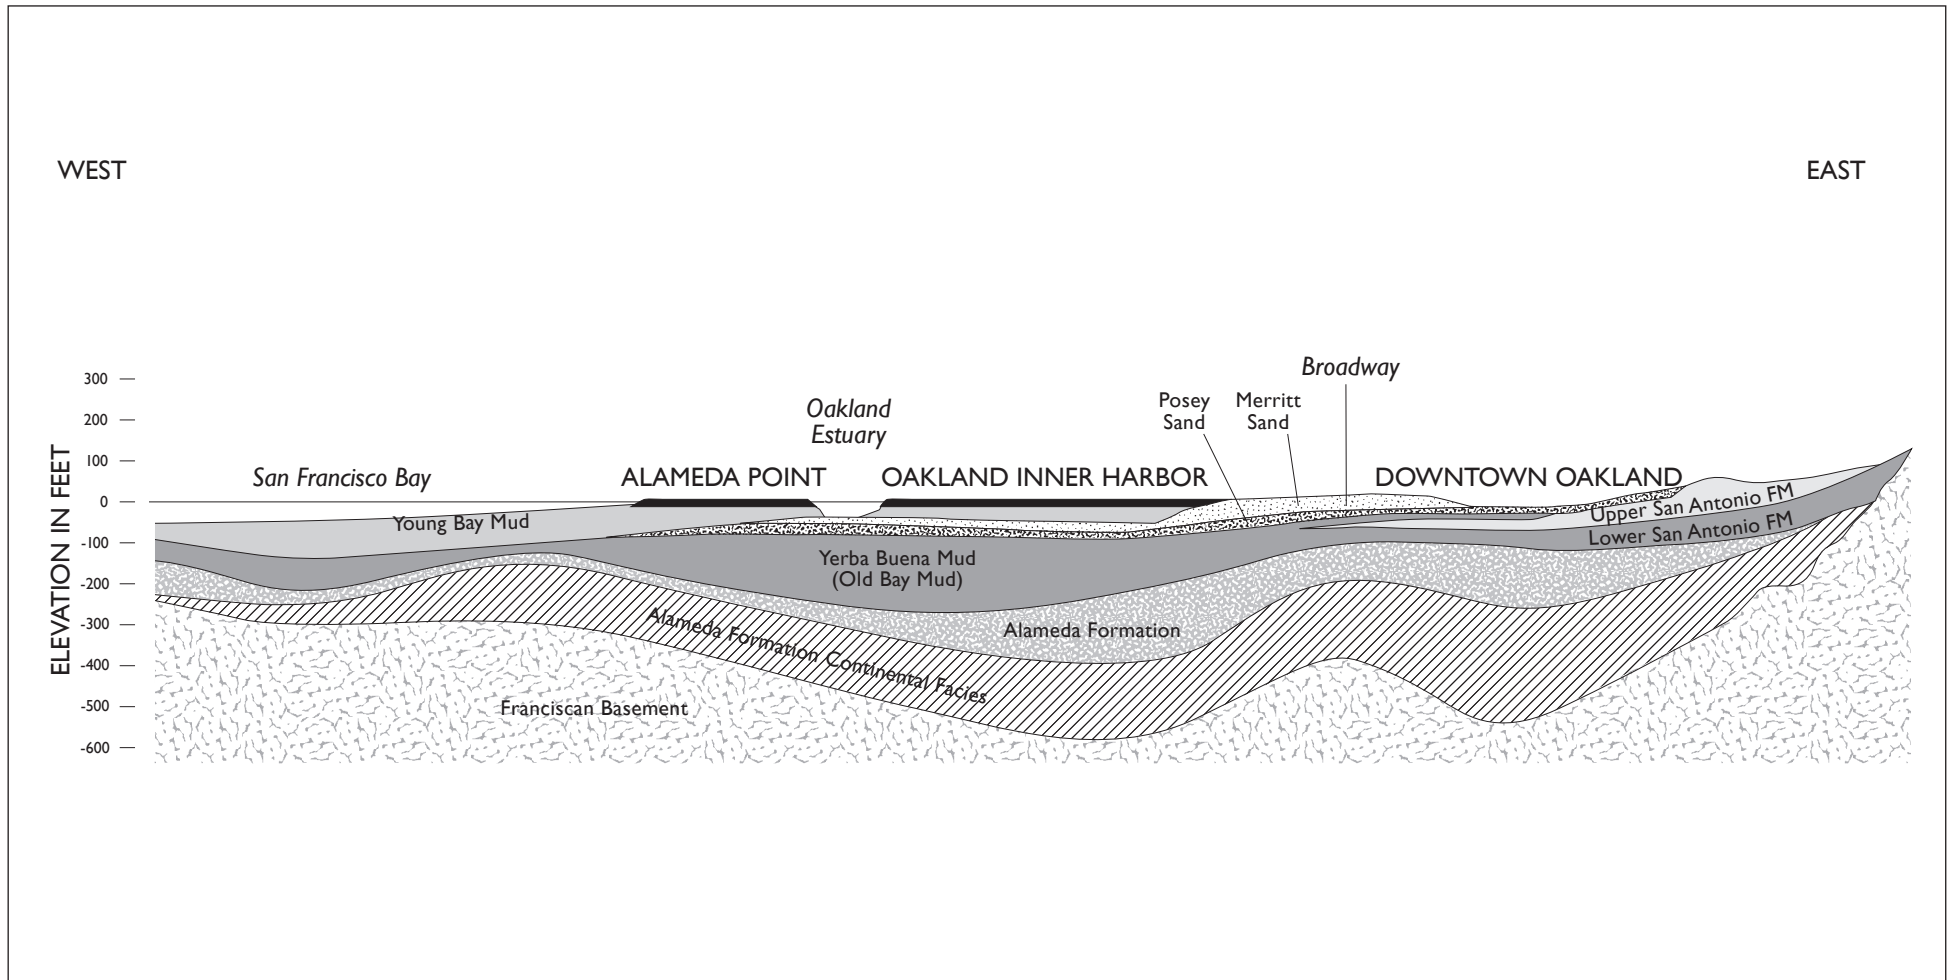 WEST
EAST
Broadway
300
200
100
0
-100
-200
-300
-400
-500
-600
ELEVATION IN FEET
Oakland
Estuary
Posey
Sand
Merritt
Sand
San Francisco Bay
ALAMEDA POINT
OAKLAND INNER HARBOR
DOWNTOWN OAKLAND
Young Bay Mud
Upper San Antonio FM
Lower San Antonio FM
Yerba Buena Mud
(Old Bay Mud)
Alameda Formation
Alameda Formation Continental Facies
Franciscan Basement